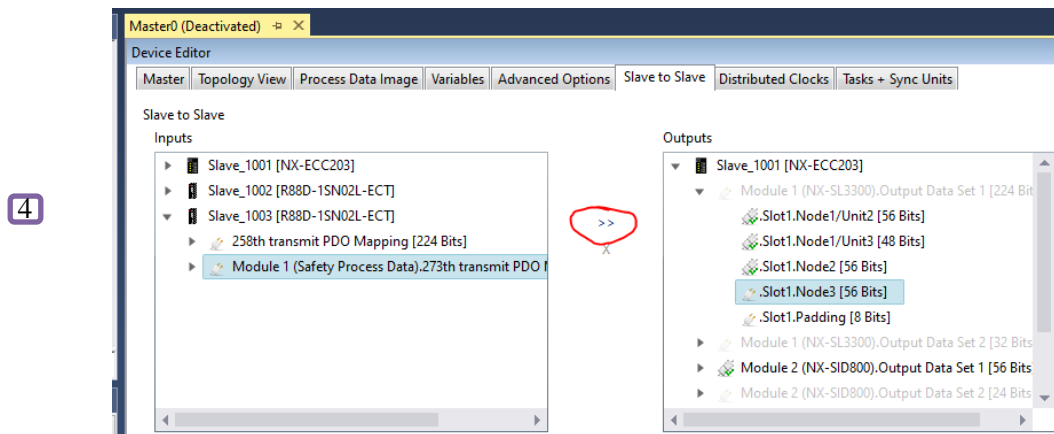 Master0 (Deactivated)
Device Editor
Master Topology View Process Data Image Variables Advanced Options Slave to Slave Distributed Clocks Tasks + Sync Units
Slave to Slave
Inputs
Slave_1001 [NX-ECC203]
Slave_1002 [R88D-1SN02L-ECT]
Slave_1003 [R88D-1SN02L-ECT]
258th transmit PDO Mapping [224 Bits]
Module 1 (Safety Process Data).273th transmit PDO
4
>>
X
Outputs
Slave_1001 [NX-ECC203]
Module 1 (NX-SL3300).Output Data Set 1 [224 Bit
.Slot1.Node1/Unit2 [56 Bits]
.Slot1.Node1/Unit3 [48 Bits]
.Slot1.Node2 [56 Bits]
.Slot1.Node3 [56 Bits]
.Slot1.Padding [8 Bits]
Module 1 (NX-SL3300).Output Data Set 2 [32 Bits
Module 2 (NX-SID800).Output Data Set 1 [56 Bits
Module 2 (NX-SID800).Output Data Set 2 [24 Bits